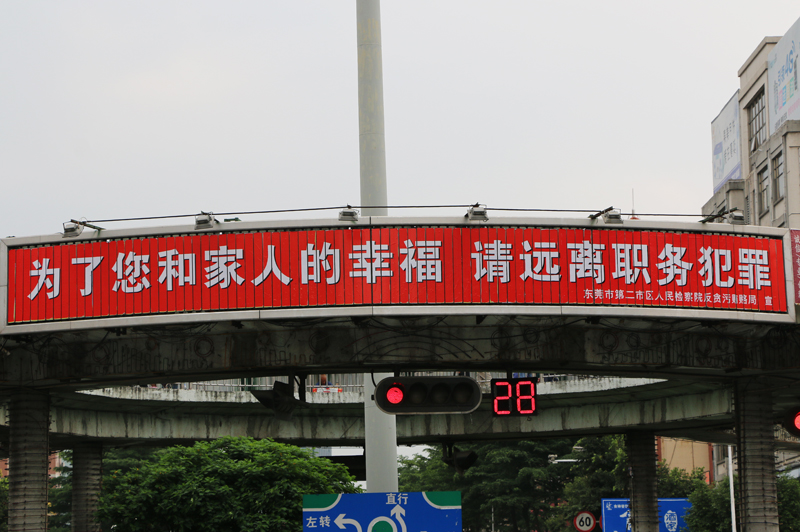 为了您和家人的幸福 请远离职务犯罪
东莞市第二市区人民检察院反贪污贿赂局 宣
28
直行
左转
60